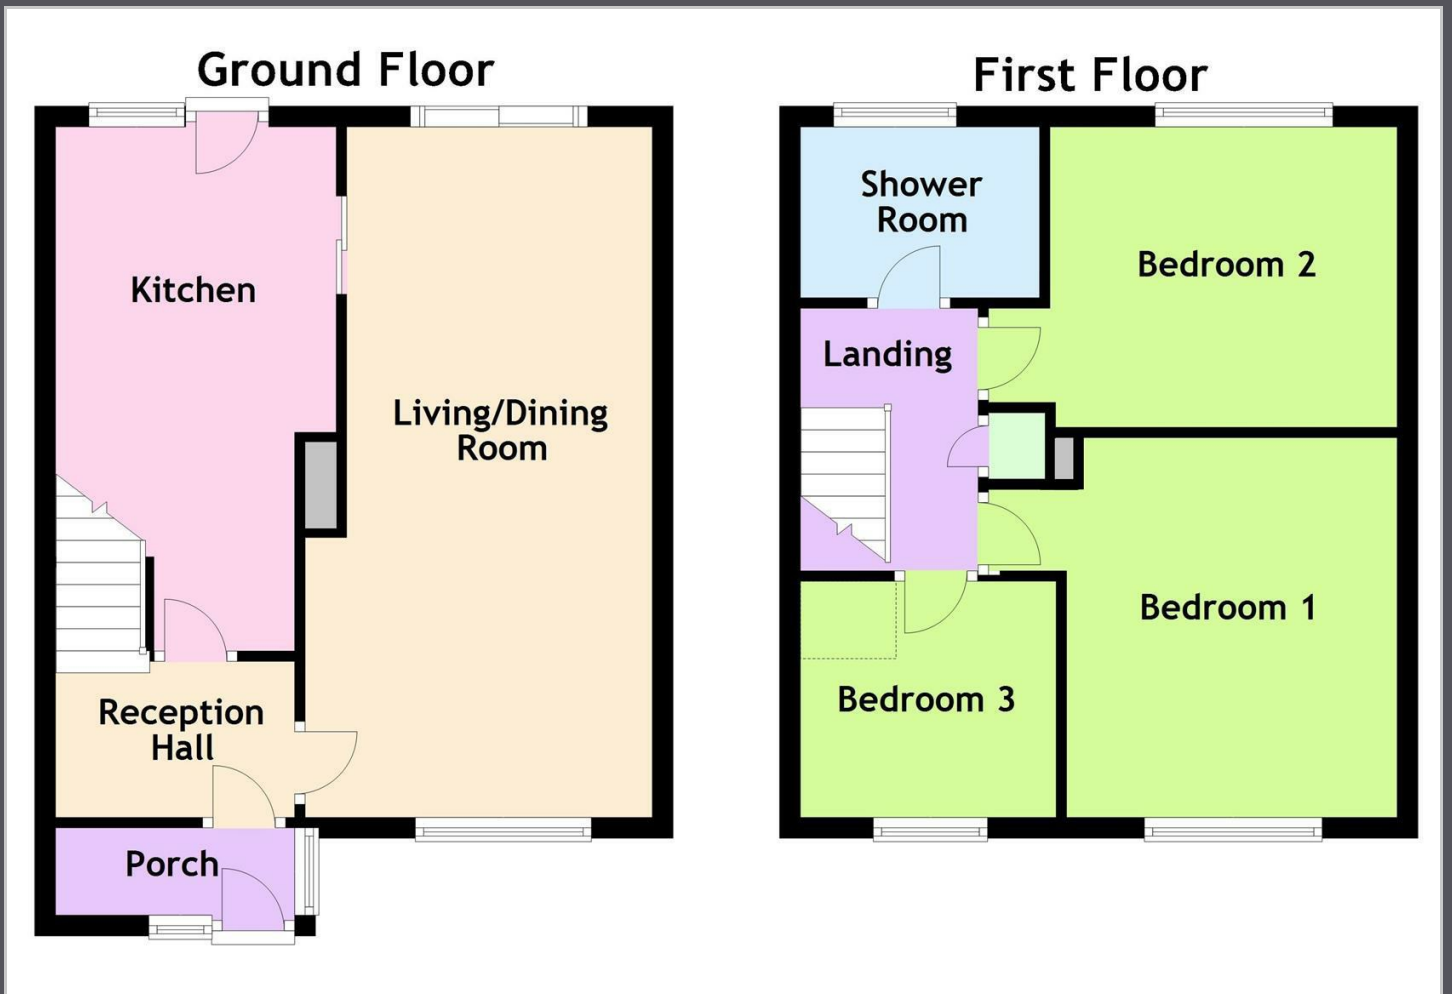 Ground Floor
First Floor
Kitchen
Living/Dining
Room
Reception
Hall
Porch
Shower
Room
Bedroom 2
Landing
Bedroom 1
Bedroom 3